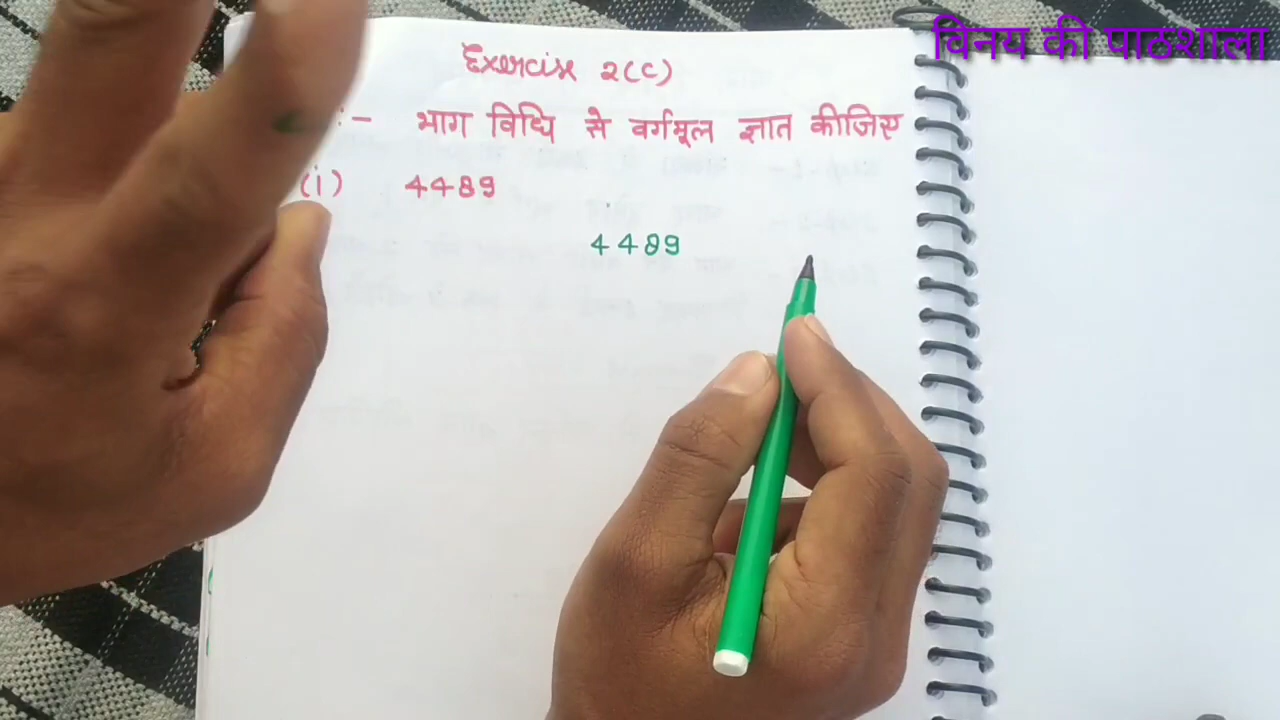 विनय की पाठशाला
Exercise 2(C)
:- भाग विधि से वर्गमूल ज्ञात कीजिए
(i) 4489
4489